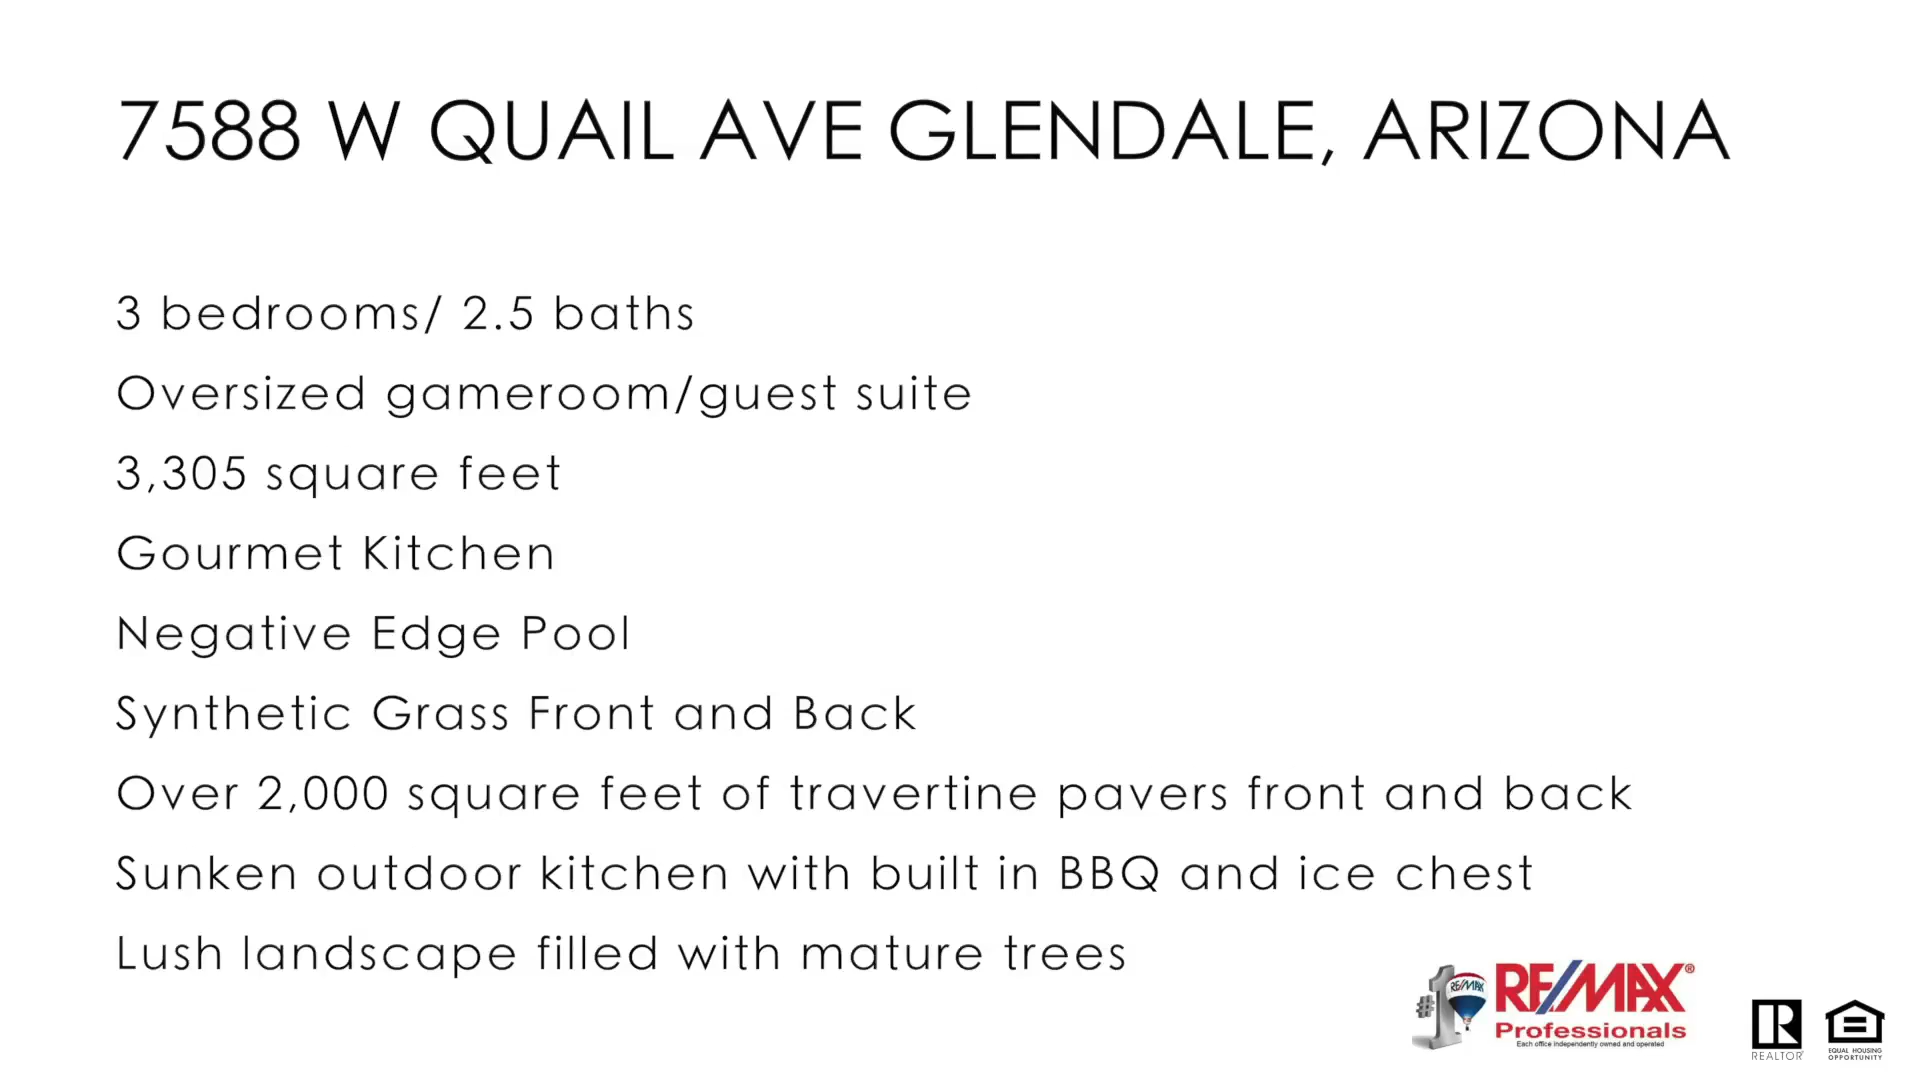 7588 W QUAIL AVE GLENDALE, ARIZONA
3 bedrooms/ 2.5 baths
Oversized gameroom/guest suite
3,305 square feet
Gourmet Kitchen
Negative Edge Pool
Synthetic Grass Front and Back
Over 2,000 square feet of travertine pavers front and back
Sunken outdoor kitchen with built in BBQ and ice chest
Lush landscape filled with mature trees
#1 RE/MAX RE/MAX®
Professionals
Each office independently owned and operated
R
REALTOR®
EQUAL HOUSING
OPPORTUNITY